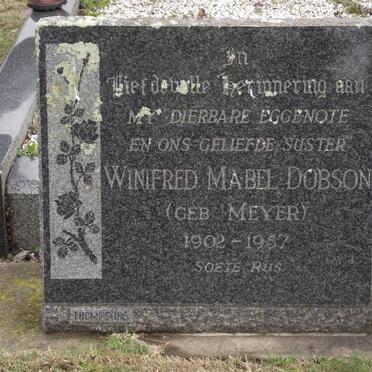 In
Liefdevolle Herinnering aan
MY DIERBARE EGGENOTE
EN ONS GELIEFDE SUSTER
WINIFRED MABEL DOBSON
(GEB MEYER)
1902 - 1957
SOETE RUS
THOMPSONS